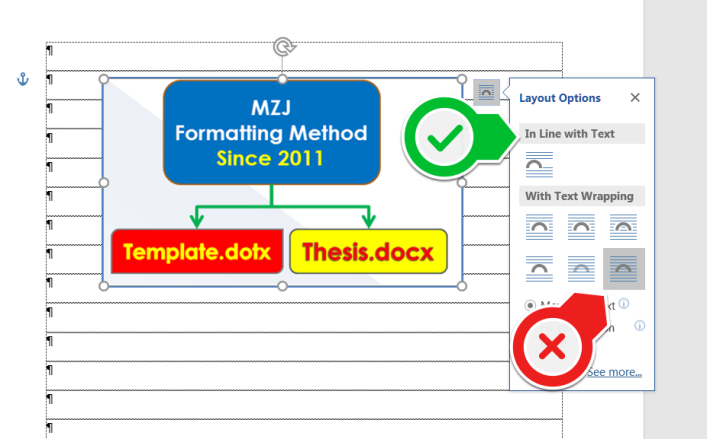 MZJ
Formatting Method
Since 2011
Template.dotx
Thesis.docx
Layout Options
In Line with Text
With Text Wrapping
See more...